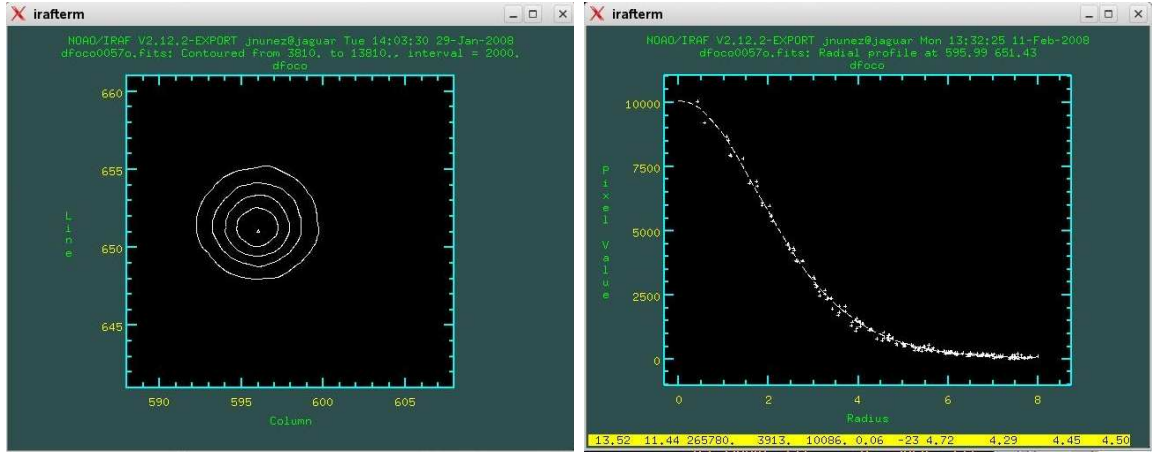 irafterm
NOAO/IRAF V2.12.2-EXPORT jnunez@jaguar Tue 14:03:30 29-Jan-2008
dfoco0057o.fits: Contoured from 3810. to 13810., interval = 2000.
dfoco
660
655
650
645
590
595
600
605
Line
Column
irafterm
NOAO/IRAF V2.12.2-EXPORT jnunez@jaguar Mon 13:32:25 11-Feb-2008
dfoco0057o.fits: Radial profile at 595.99 651.43
dfoco
10000
7500
5000
2500
0
0
2
4
6
8
Pixel Value
Radius
13.52 11.44 265780. 3913. 10086. 0.06 -23 4.72 4.29 4.45 4.50